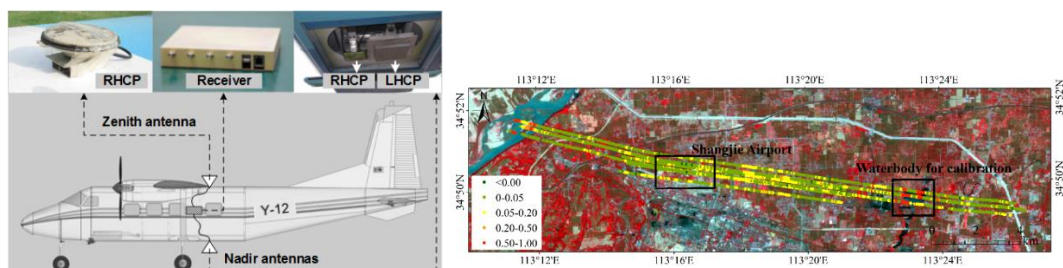 RHCP
Receiver
RHCP
LHCP
Zenith antenna
Y-12
Nadir antennas
113°12'E
113°16'E
113°20'E
113°24'E
34°52'N
34°52'N
N
Shangjie Airport
Waterbody for calibration
34°50'N
34°50'N
<0.00
0-0.05
0.05-0.20
0.20-0.50
0.50-1.00
0
2
4
km
113°12'E
113°16'E
113°20'E
113°24'E